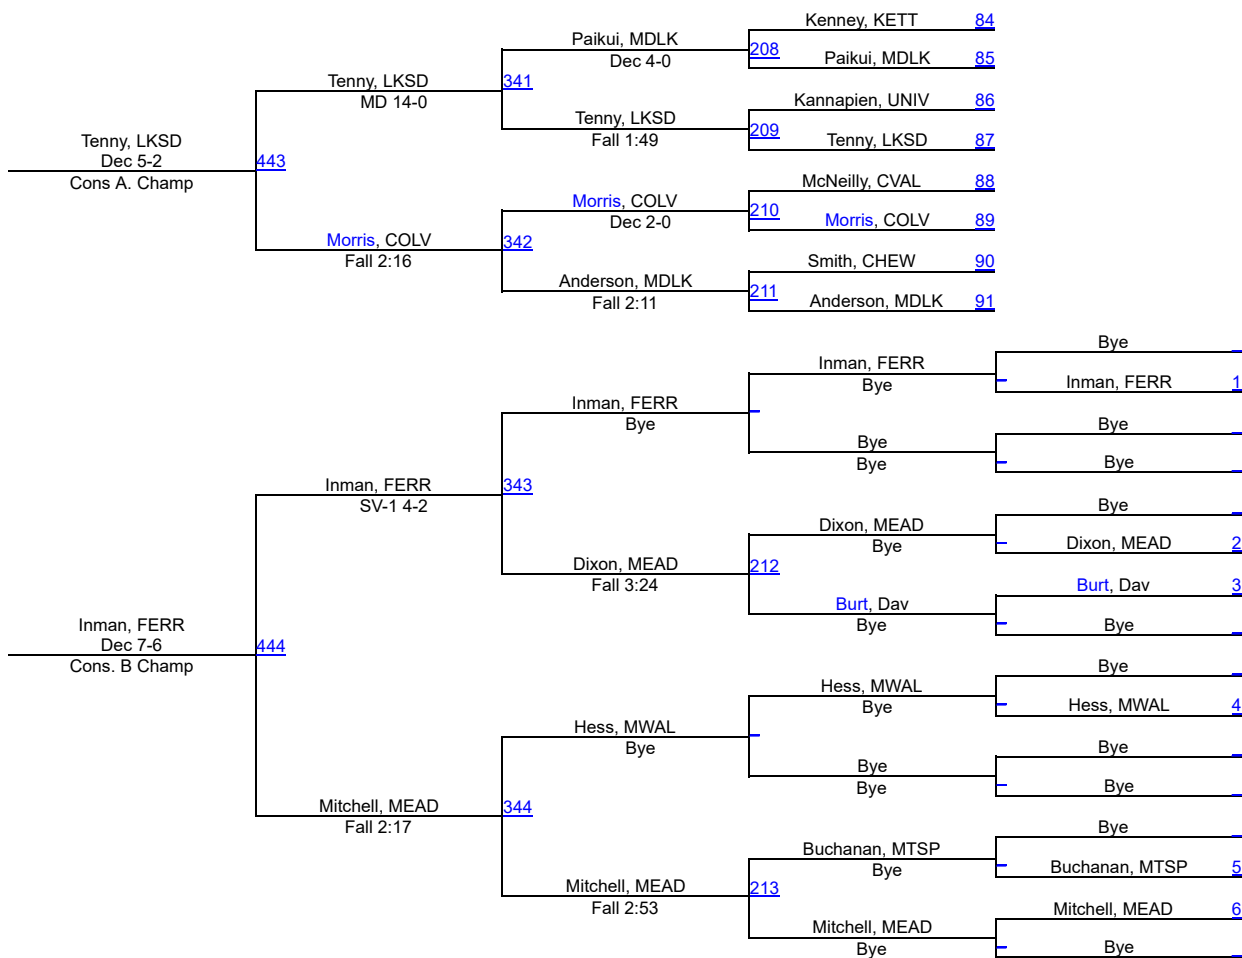 Kenney, KETT 84
Paikui, MDLK
Dec 4-0
208
Paikui, MDLK 85
Tenny, LKSD
MD 14-0
341
Kannapien, UNIV 86
Tenny, LKSD
Fall 1:49
209
Tenny, LKSD 87
Tenny, LKSD
Dec 5-2
Cons A. Champ
443
McNeilly, CVAL 88
Morris, COLV
Dec 2-0
210
Morris, COLV 89
Morris, COLV
Fall 2:16
342
Smith, CHEW 90
Anderson, MDLK
Fall 2:11
211
Anderson, MDLK 91
Bye
Inman, FERR
Bye
Inman, FERR 1
Inman, FERR
Bye
Bye
Bye
Bye
Bye
Inman, FERR
SV-1 4-2
343
Bye
Dixon, MEAD
Bye
Dixon, MEAD 2
Dixon, MEAD
Fall 3:24
212
Burt, Dav 3
Burt, Dav
Bye
Bye
Inman, FERR
Dec 7-6
Cons. B Champ
444
Bye
Hess, MWAL
Bye
Hess, MWAL 4
Hess, MWAL
Bye
Bye
Bye
Bye
Bye
Mitchell, MEAD
Fall 2:17
344
Bye
Buchanan, MTSP
Bye
Buchanan, MTSP 5
Mitchell, MEAD
Fall 2:53
213
Mitchell, MEAD 6
Mitchell, MEAD
Bye
Bye